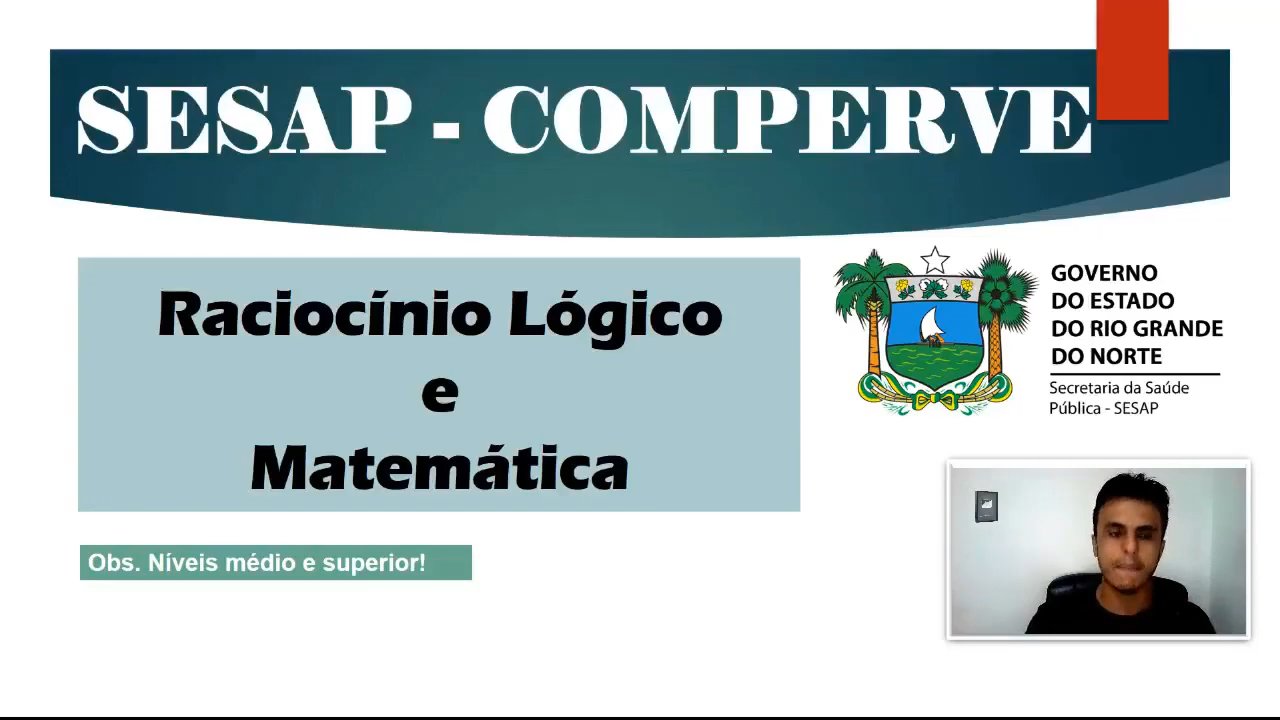 SESAP - COMPERVE
Raciocínio Lógico
e
Matemática
GOVERNO
DO ESTADO
DO RIO GRANDE
DO NORTE
Secretaria da Saúde
Pública - SESAP
Obs. Níveis médio e superior!